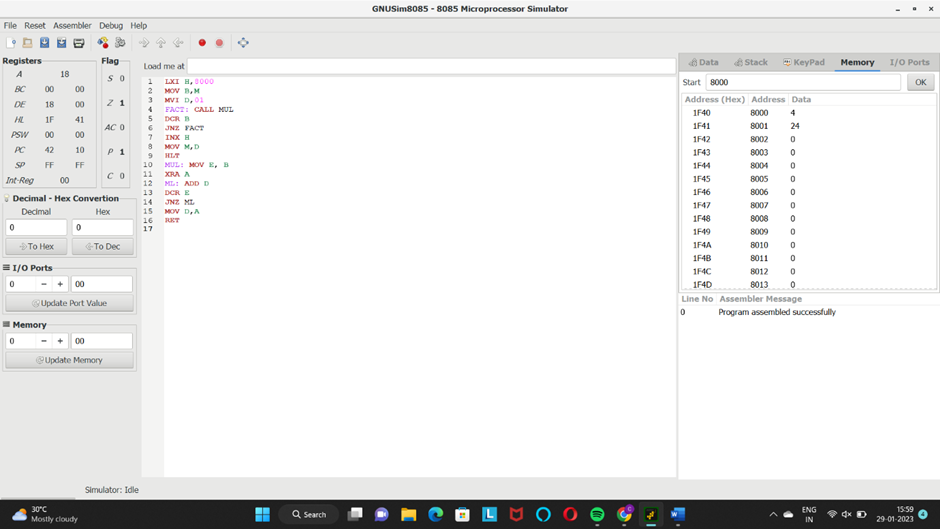 GNUSim8085 - 8085 Microprocessor Simulator
File Reset Assembler Debug Help
Registers
A 18
BC 00 00
DE 18 00
HL 1F 41
PSW 00 00
PC 42 10
SP FF FF
Int-Reg 00
Flag
S 0
Z 1
AC 0
P 1
C 0
Decimal - Hex Convertion
Decimal Hex
0 0
To Hex To Dec
I/O Ports
0 - + 00
Update Port Value
Memory
0 - + 00
Update Memory
Load me at
1 LXI H,8000
2 MOV B,M
3 MVI D,01
4 FACT: CALL MUL
5 DCR B
6 JNZ FACT
7 INX H
8 MOV M,D
9 HLT
10 MUL: MOV E, B
11 XRA A
12 ML: ADD D
13 DCR E
14 JNZ ML
15 MOV D,A
16 RET
17
Data Stack KeyPad Memory I/O Ports
Start 8000 OK
Address (Hex) Address Data
1F40 8000 4
1F41 8001 24
1F42 8002 0
1F43 8003 0
1F44 8004 0
1F45 8005 0
1F46 8006 0
1F47 8007 0
1F48 8008 0
1F49 8009 0
1F4A 8010 0
1F4B 8011 0
1F4C 8012 0
1F4D 8013 0
Line No Assembler Message
0 Program assembled successfully
Simulator: Idle
30°C
Mostly cloudy
Search
ENG
IN
15:59
29-01-2023
4